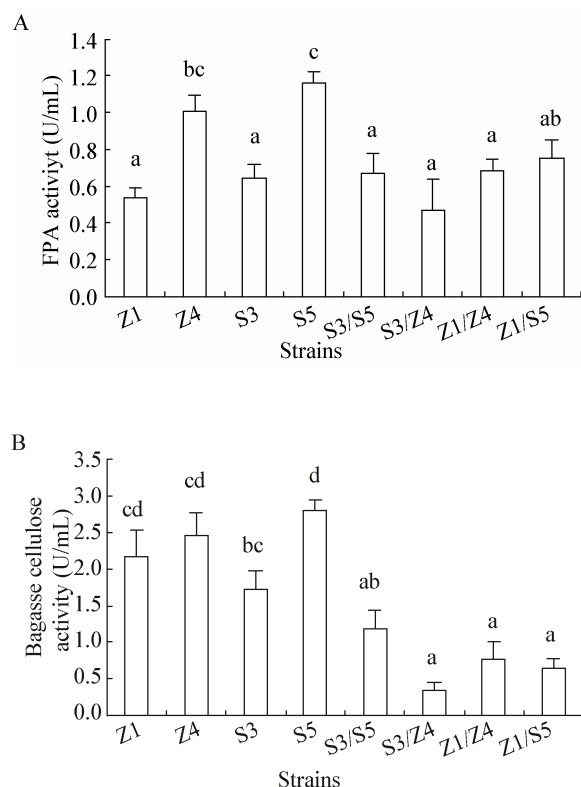 A
FPA activiyt (U/mL)
1.4
1.2
1.0
0.8
0.6
0.4
0.2
0.0
a
bc
a
c
a
a
a
ab
Z1
Z4
S3
S5
S3/S5
S3/Z4
Z1/Z4
Z1/S5
Strains
B
Bagasse cellulose
activity (U/mL)
3.5
3.0
2.5
2.0
1.5
1.0
0.5
0.0
cd
cd
bc
d
ab
a
a
a
Z1
Z4
S3
S5
S3/S5
S3/Z4
Z1/Z4
Z1/S5
Strains